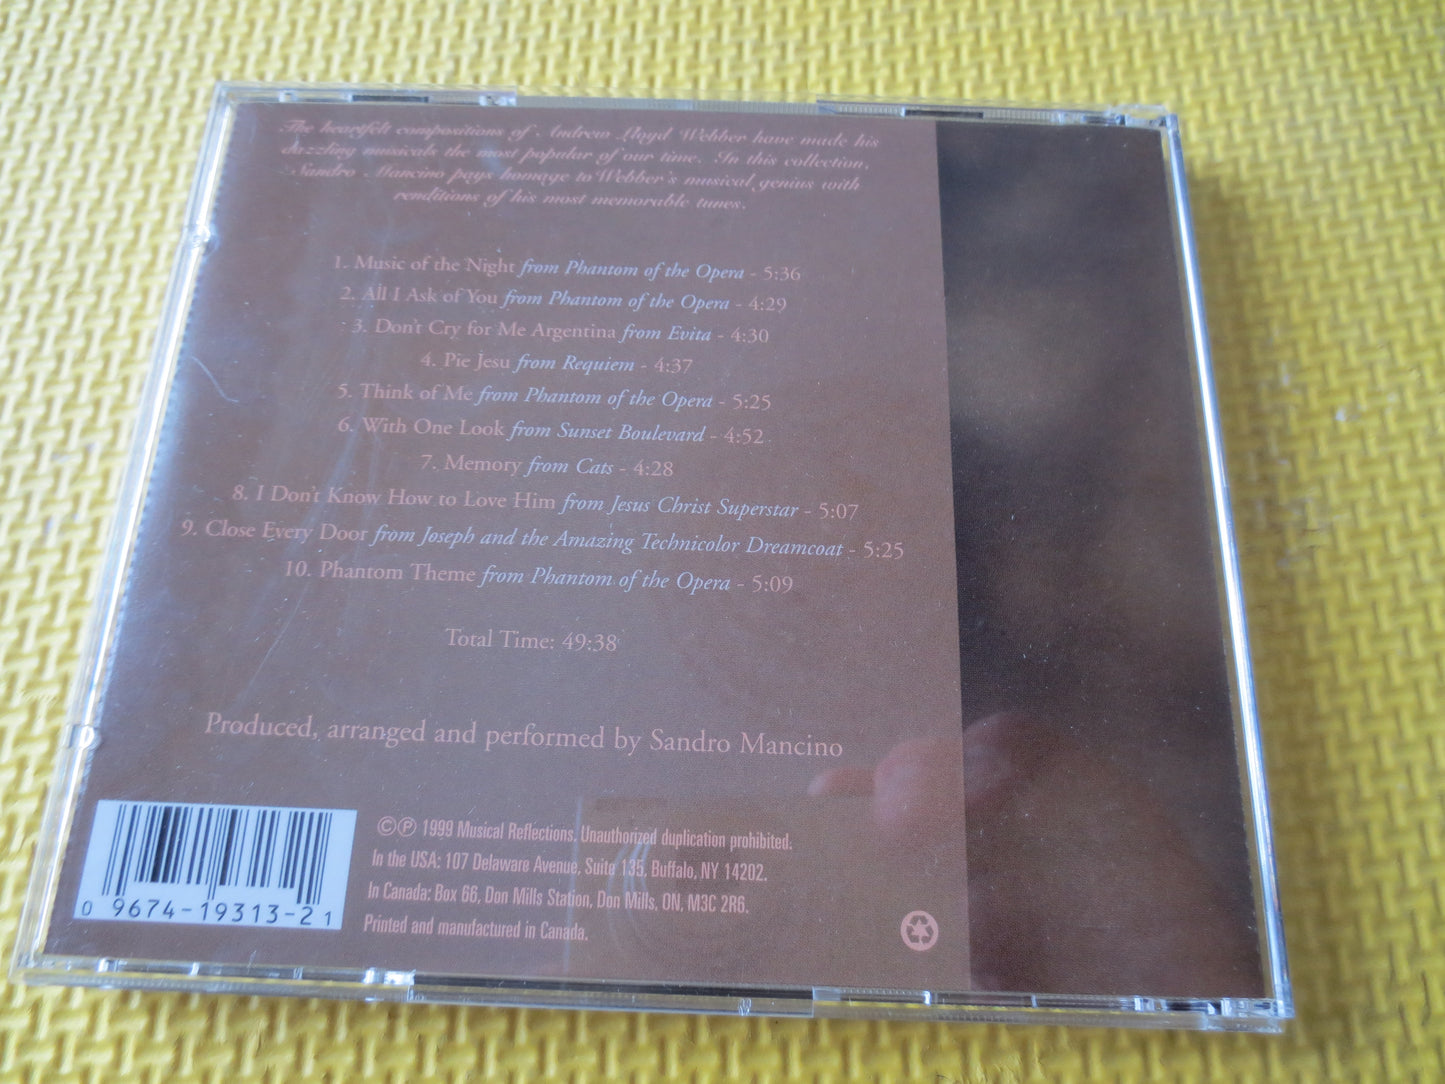 The heartfelt compositions of Andrew Lloyd Webber have made his
dazzling musicals the most popular of our time. In this collection,
Sandro Mancino pays homage to Webber's musical genius with
renditions of his most memorable tunes.
1. Music of the Night from Phantom of the Opera - 5:36
2. All I Ask of You from Phantom of the Opera - 4:29
3. Don't Cry for Me Argentina from Evita - 4:30
4. Pie Jesu from Requiem - 4:37
5. Think of Me from Phantom of the Opera - 5:25
6. With One Look from Sunset Boulevard - 4:52
7. Memory from Cats - 4:28
8. I Don't Know How to Love Him from Jesus Christ Superstar - 5:07
9. Close Every Door from Joseph and the Amazing Technicolor Dreamcoat - 5:25
10. Phantom Theme from Phantom of the Opera - 5:09
Total Time: 49:38
Produced, arranged and performed by Sandro Mancino
©℗ 1999 Musical Reflections. Unauthorized duplication prohibited.
In the USA: 107 Delaware Avenue, Suite 135, Buffalo, NY 14202.
In Canada: Box 66, Don Mills Station, Don Mills, ON, M3C 2R6.
Printed and manufactured in Canada.
0 9674-19313-2 1